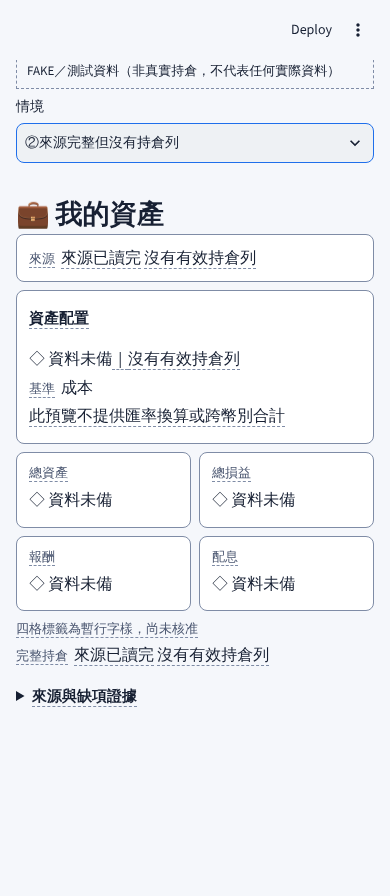 Deploy
FAKE／測試資料（非真實持倉，不代表任何實際資料）
情境
②來源完整但沒有持倉列
💼 我的資產
來源 來源已讀完 沒有有效持倉列
資產配置
◇ 資料未備｜沒有有效持倉列
基準 成本
此預覽不提供匯率換算或跨幣別合計
總資產 總損益
◇ 資料未備 ◇ 資料未備
報酬 配息
◇ 資料未備 ◇ 資料未備
四格標籤為暫行字樣，尚未核准
完整持倉 來源已讀完 沒有有效持倉列
▶ 來源與缺項證據